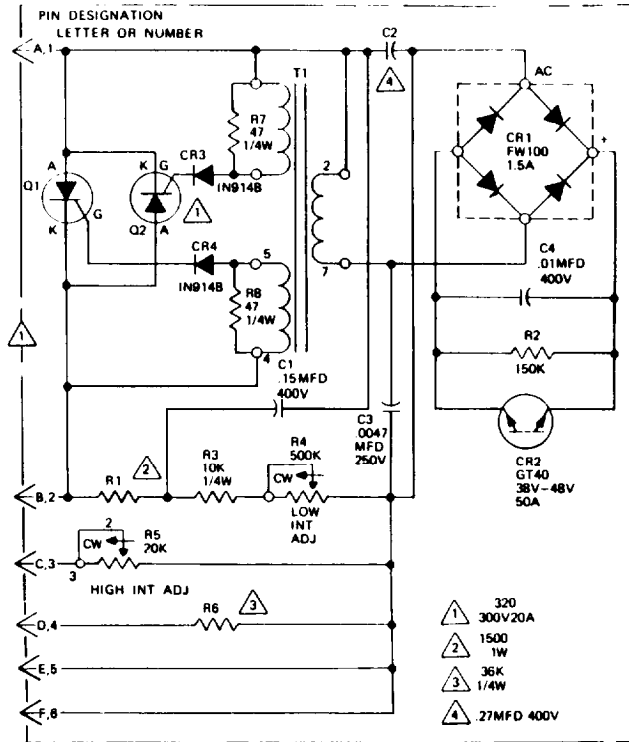 PIN DESIGNATION
LETTER OR NUMBER
A,1
C2
4
T1
AC
R7
47
1/4W
CR1
FW100
1.5A
+
A
Q1
G
K
K
G
Q2
A
CR3
IN914B
1
2
7
CR4
IN914B
5
R8
47
1/4W
4
C4
.01MFD
400V
1
R2
150K
C1
.15MFD
400V
C3
.0047
MFD
250V
CR2
GT40
38V-48V
50A
B,2
R1
2
R3
10K
1/4W
R4
500K
CW
LOW
INT
ADJ
C,3
3
2
CW
R5
20K
HIGH INT ADJ
D,4
R6
3
E,5
F,6
1 320
300V20A
2 1500
1W
3 36K
1/4W
4 .27MFD 400V